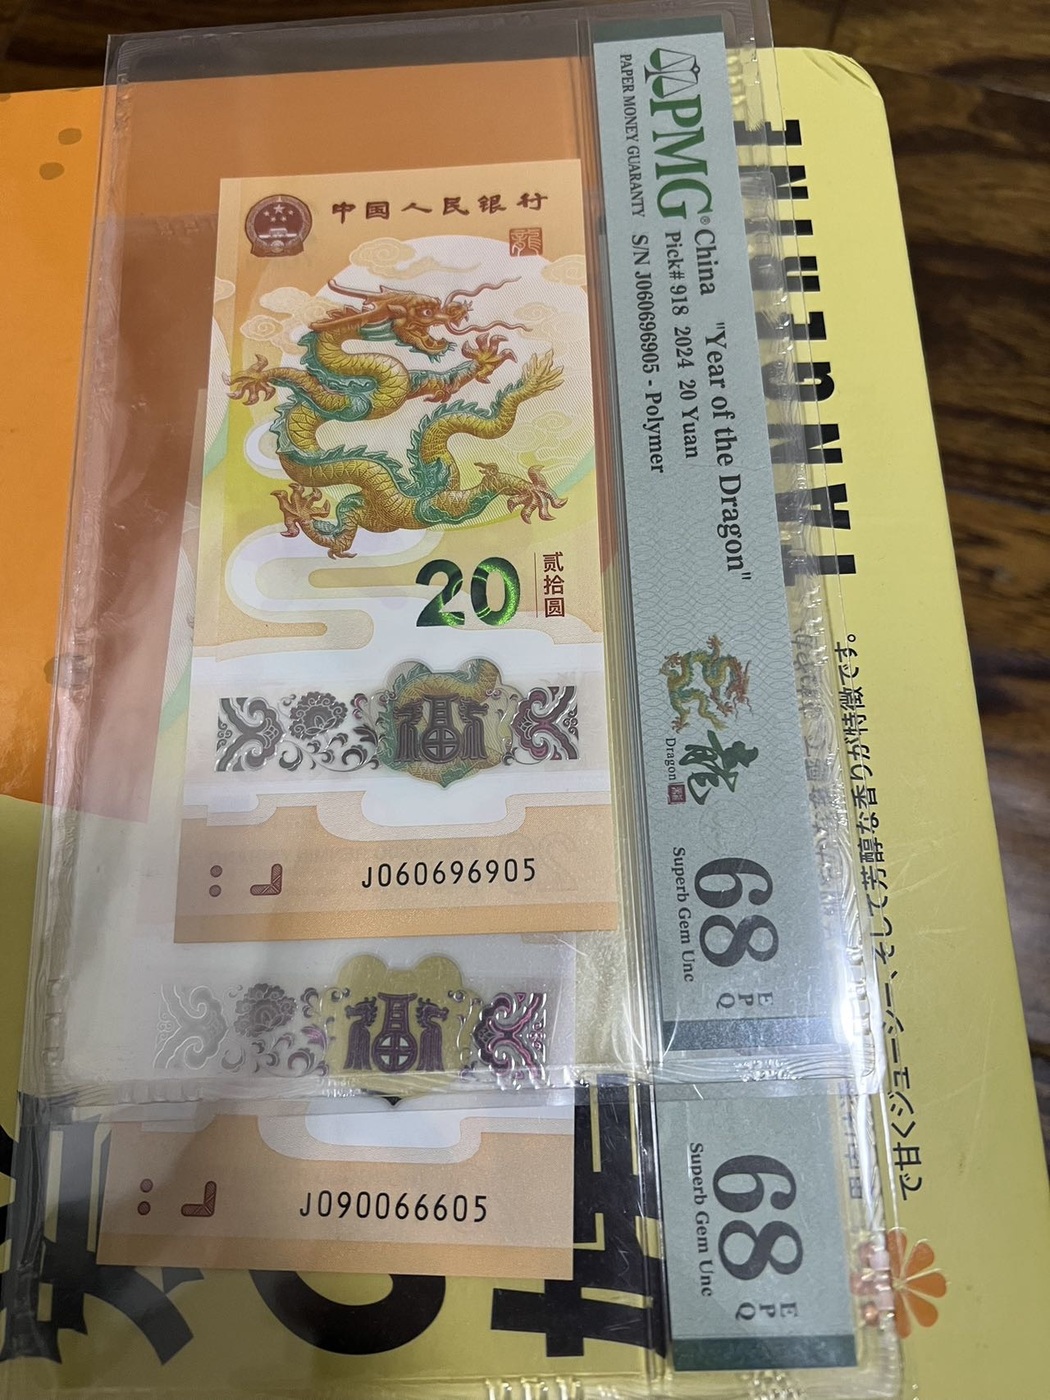 中国人民银行
龍
20
贰拾圆
J060696905
J090066605
PMG®
PAPER MONEY GUARANTY
China "Year of the Dragon"
Pick# 918 2024 20 Yuan
S/N J060696905 - Polymer
龍
Dragon
68
EPQ
Superb Gem Unc
68
EPQ
Superb Gem Unc
で甘くジューシー、そして芳醇な香りが特徴です。